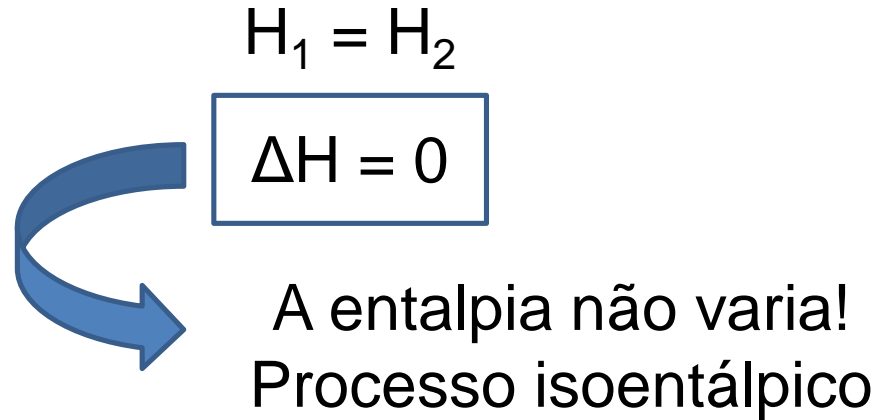 H₁ = H₂
ΔH = 0
A entalpia não varia!
Processo isoentálpico